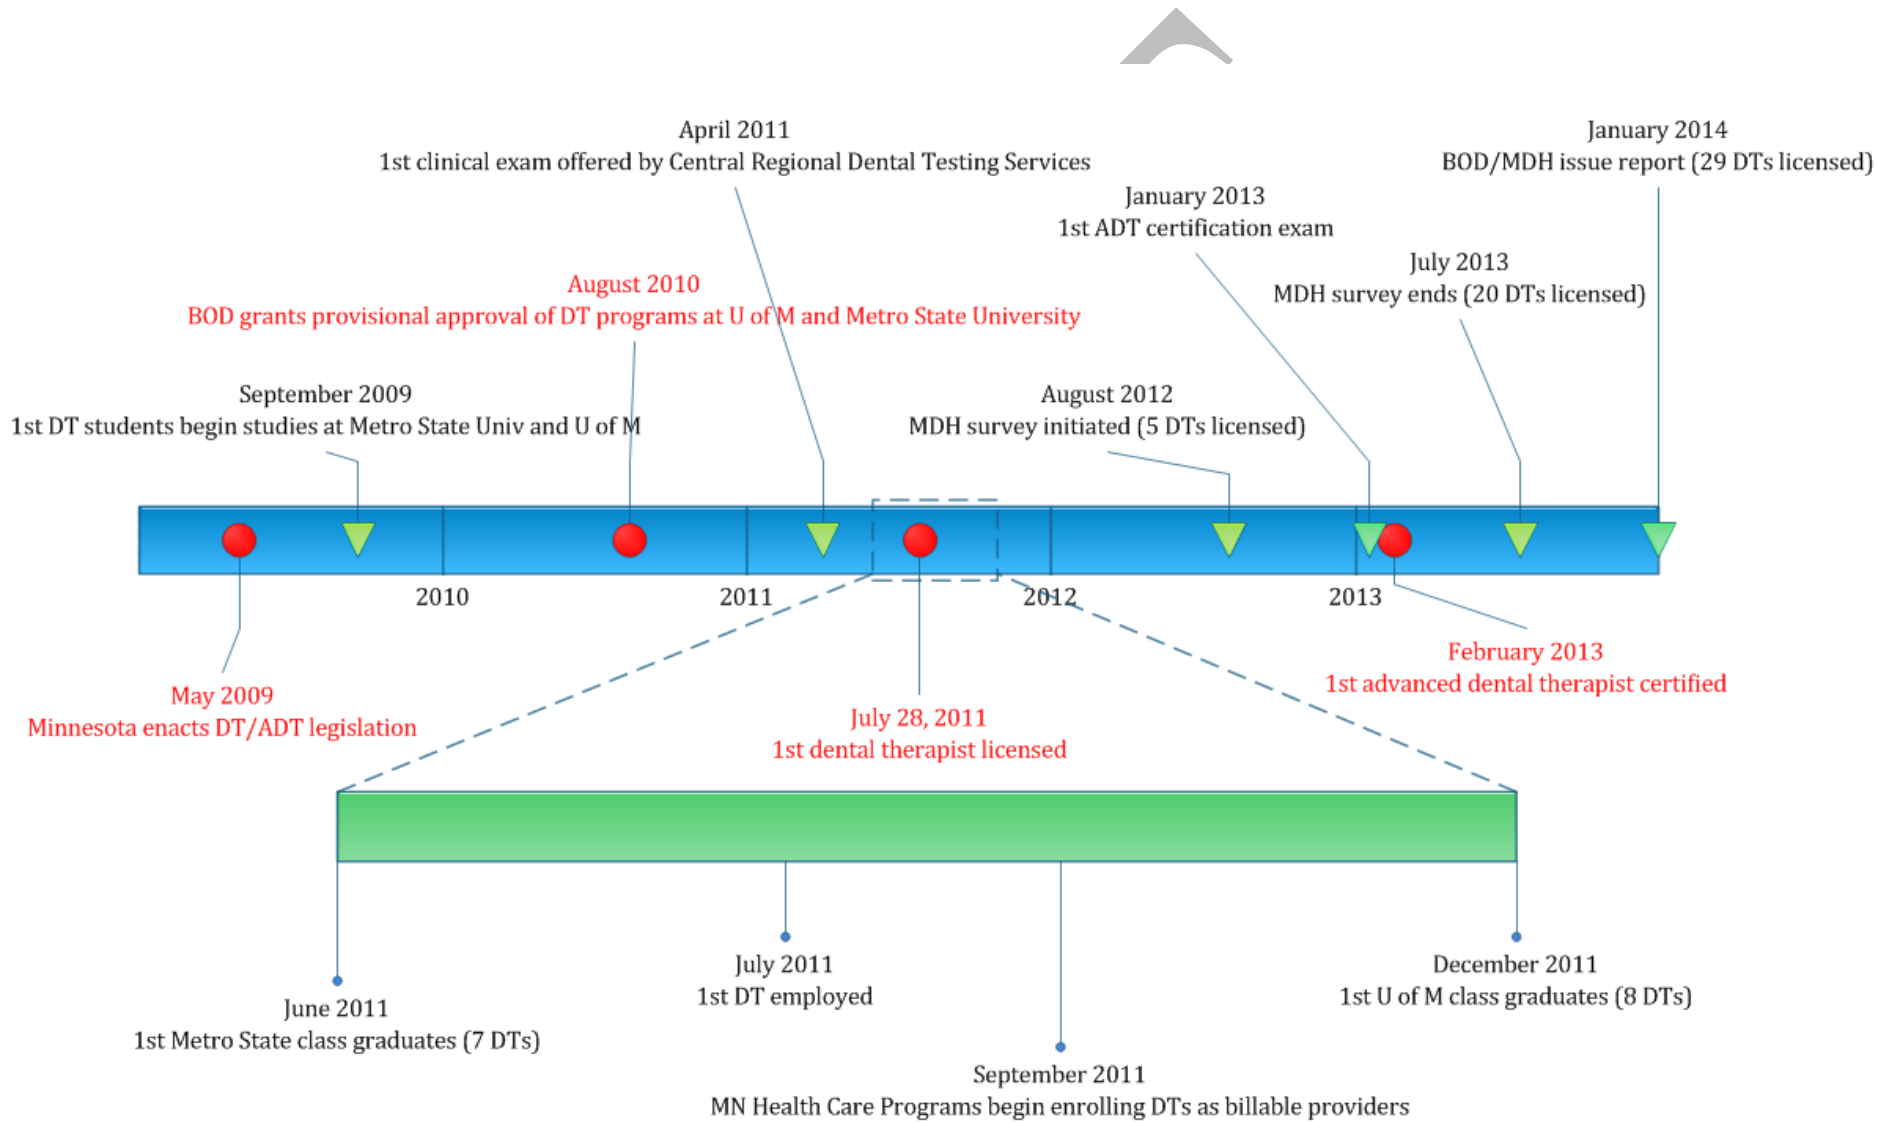 April 2011
1st clinical exam offered by Central Regional Dental Testing Services
January 2014
BOD/MDH issue report (29 DTs licensed)
January 2013
1st ADT certification exam
July 2013
MDH survey ends (20 DTs licensed)
August 2010
BOD grants provisional approval of DT programs at U of M and Metro State University
September 2009
1st DT students begin studies at Metro State Univ and U of M
August 2012
MDH survey initiated (5 DTs licensed)
2010
2011
2012
2013
May 2009
Minnesota enacts DT/ADT legislation
July 28, 2011
1st dental therapist licensed
February 2013
1st advanced dental therapist certified
June 2011
1st Metro State class graduates (7 DTs)
July 2011
1st DT employed
September 2011
MN Health Care Programs begin enrolling DTs as billable providers
December 2011
1st U of M class graduates (8 DTs)